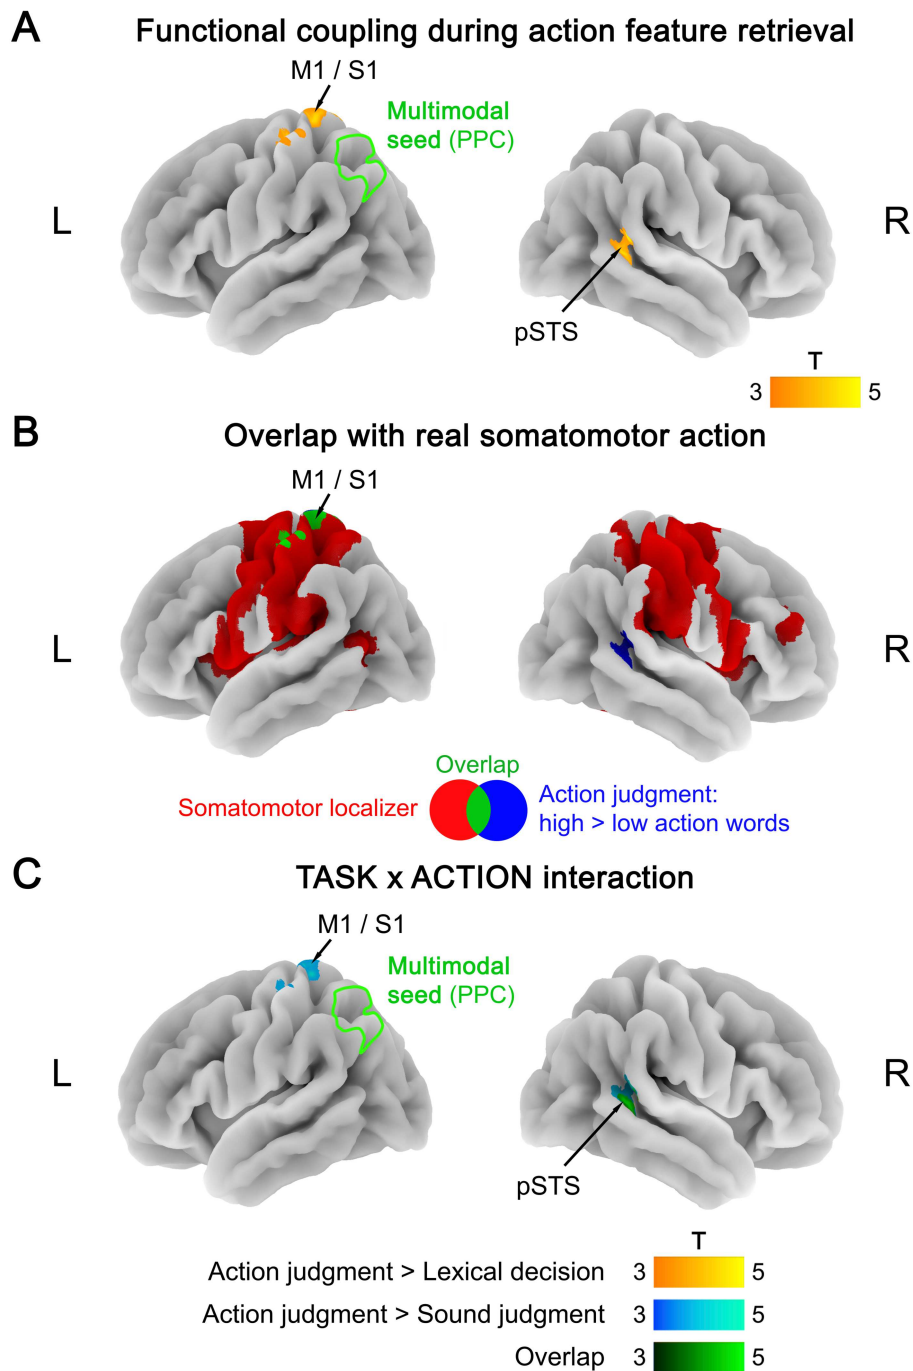 A
Functional coupling during action feature retrieval
M1 / S1
Multimodal
seed (PPC)
L
R
pSTS
T
3
5
B
Overlap with real somatomotor action
M1 / S1
L
R
Overlap
Somatomotor localizer
Action judgment:
high > low action words
C
TASK x ACTION interaction
M1 / S1
Multimodal
seed (PPC)
L
R
pSTS
T
Action judgment > Lexical decision 3 5
Action judgment > Sound judgment 3 5
Overlap 3 5